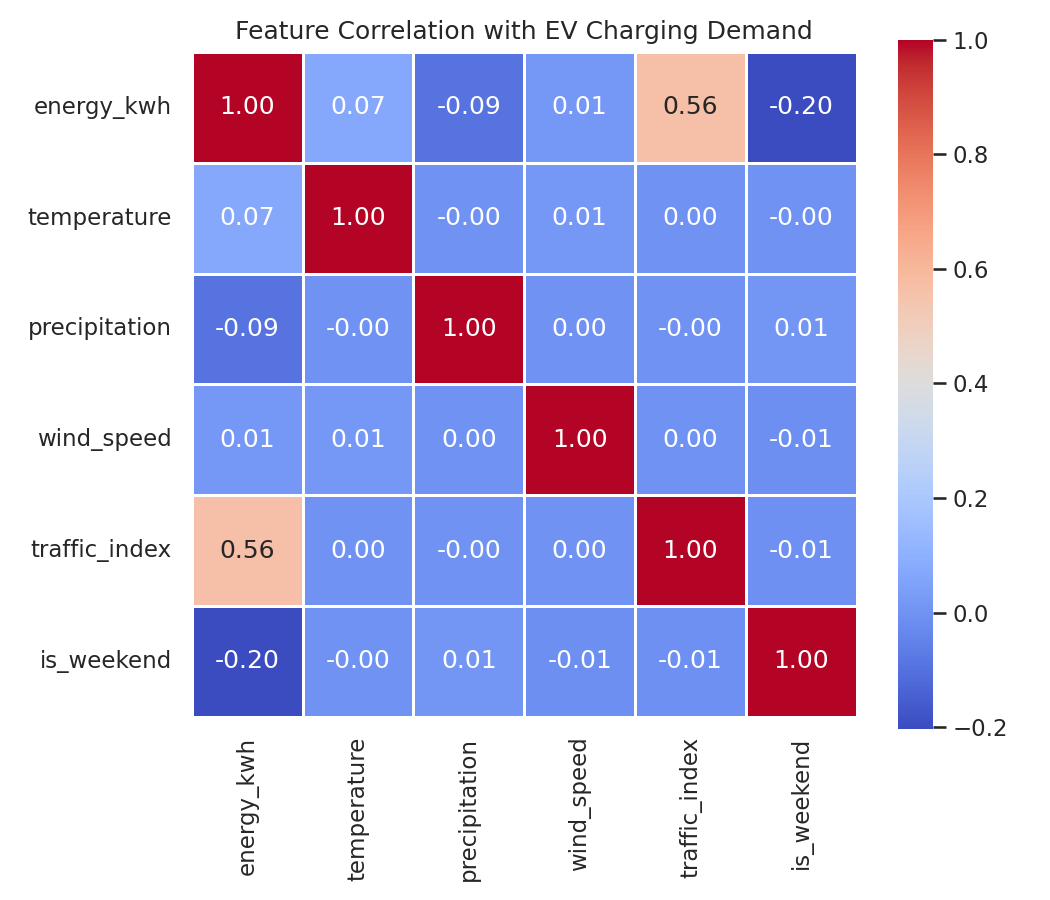 Feature Correlation with EV Charging Demand
energy_kwh 1.00 0.07 -0.09 0.01 0.56 -0.20
temperature 0.07 1.00 -0.00 0.01 0.00 -0.00
precipitation -0.09 -0.00 1.00 0.00 -0.00 0.01
wind_speed 0.01 0.01 0.00 1.00 0.00 -0.01
traffic_index 0.56 0.00 -0.00 0.00 1.00 -0.01
is_weekend -0.20 -0.00 0.01 -0.01 -0.01 1.00
energy_kwh temperature precipitation wind_speed traffic_index is_weekend
1.0
0.8
0.6
0.4
0.2
0.0
−0.2